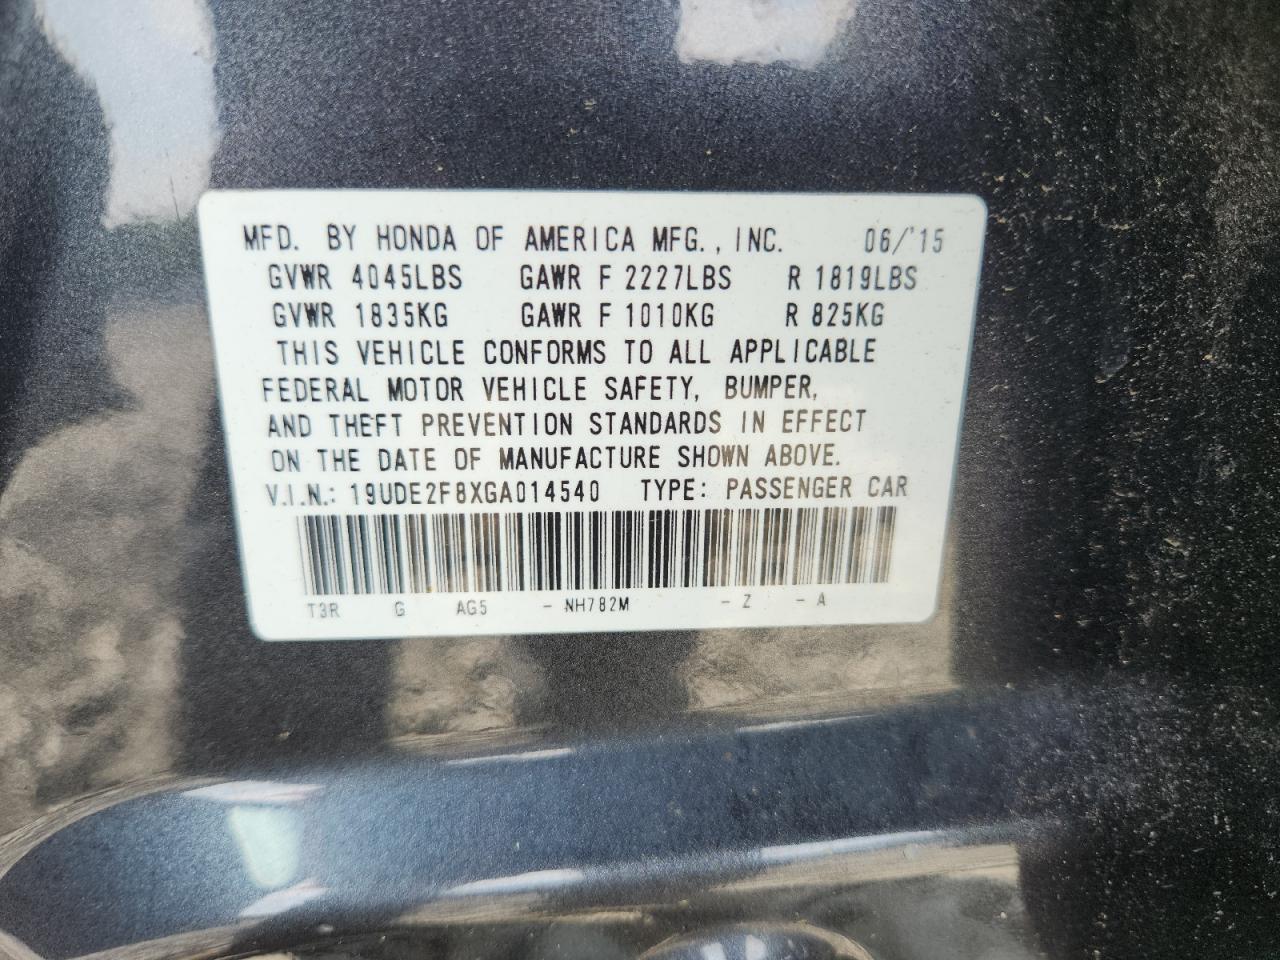 MFD. BY HONDA OF AMERICA MFG., INC. 06/'15
GVWR 4045LBS GAWR F 2227LBS R 1819LBS
GVWR 1835KG GAWR F 1010KG R 825KG
THIS VEHICLE CONFORMS TO ALL APPLICABLE
FEDERAL MOTOR VEHICLE SAFETY, BUMPER,
AND THEFT PREVENTION STANDARDS IN EFFECT
ON THE DATE OF MANUFACTURE SHOWN ABOVE.
V.I.N.: 19UDE2F8XGA014540 TYPE: PASSENGER CAR
T3R G AG5 - NH782M - Z - A